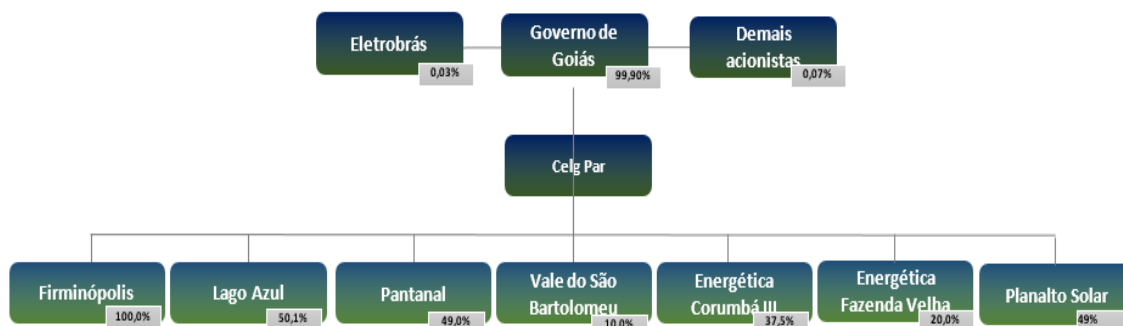 Eletrobrás
0,03%
Governo de
Goiás
99,90%
Demais
acionistas
0,07%
Celg Par
Firminópolis
100,0%
Lago Azul
50,1%
Pantanal
49,0%
Vale do São
Bartolomeu
10,0%
Energética
Corumbá III
37,5%
Energética
Fazenda Velha
20,0%
Planalto Solar
49%